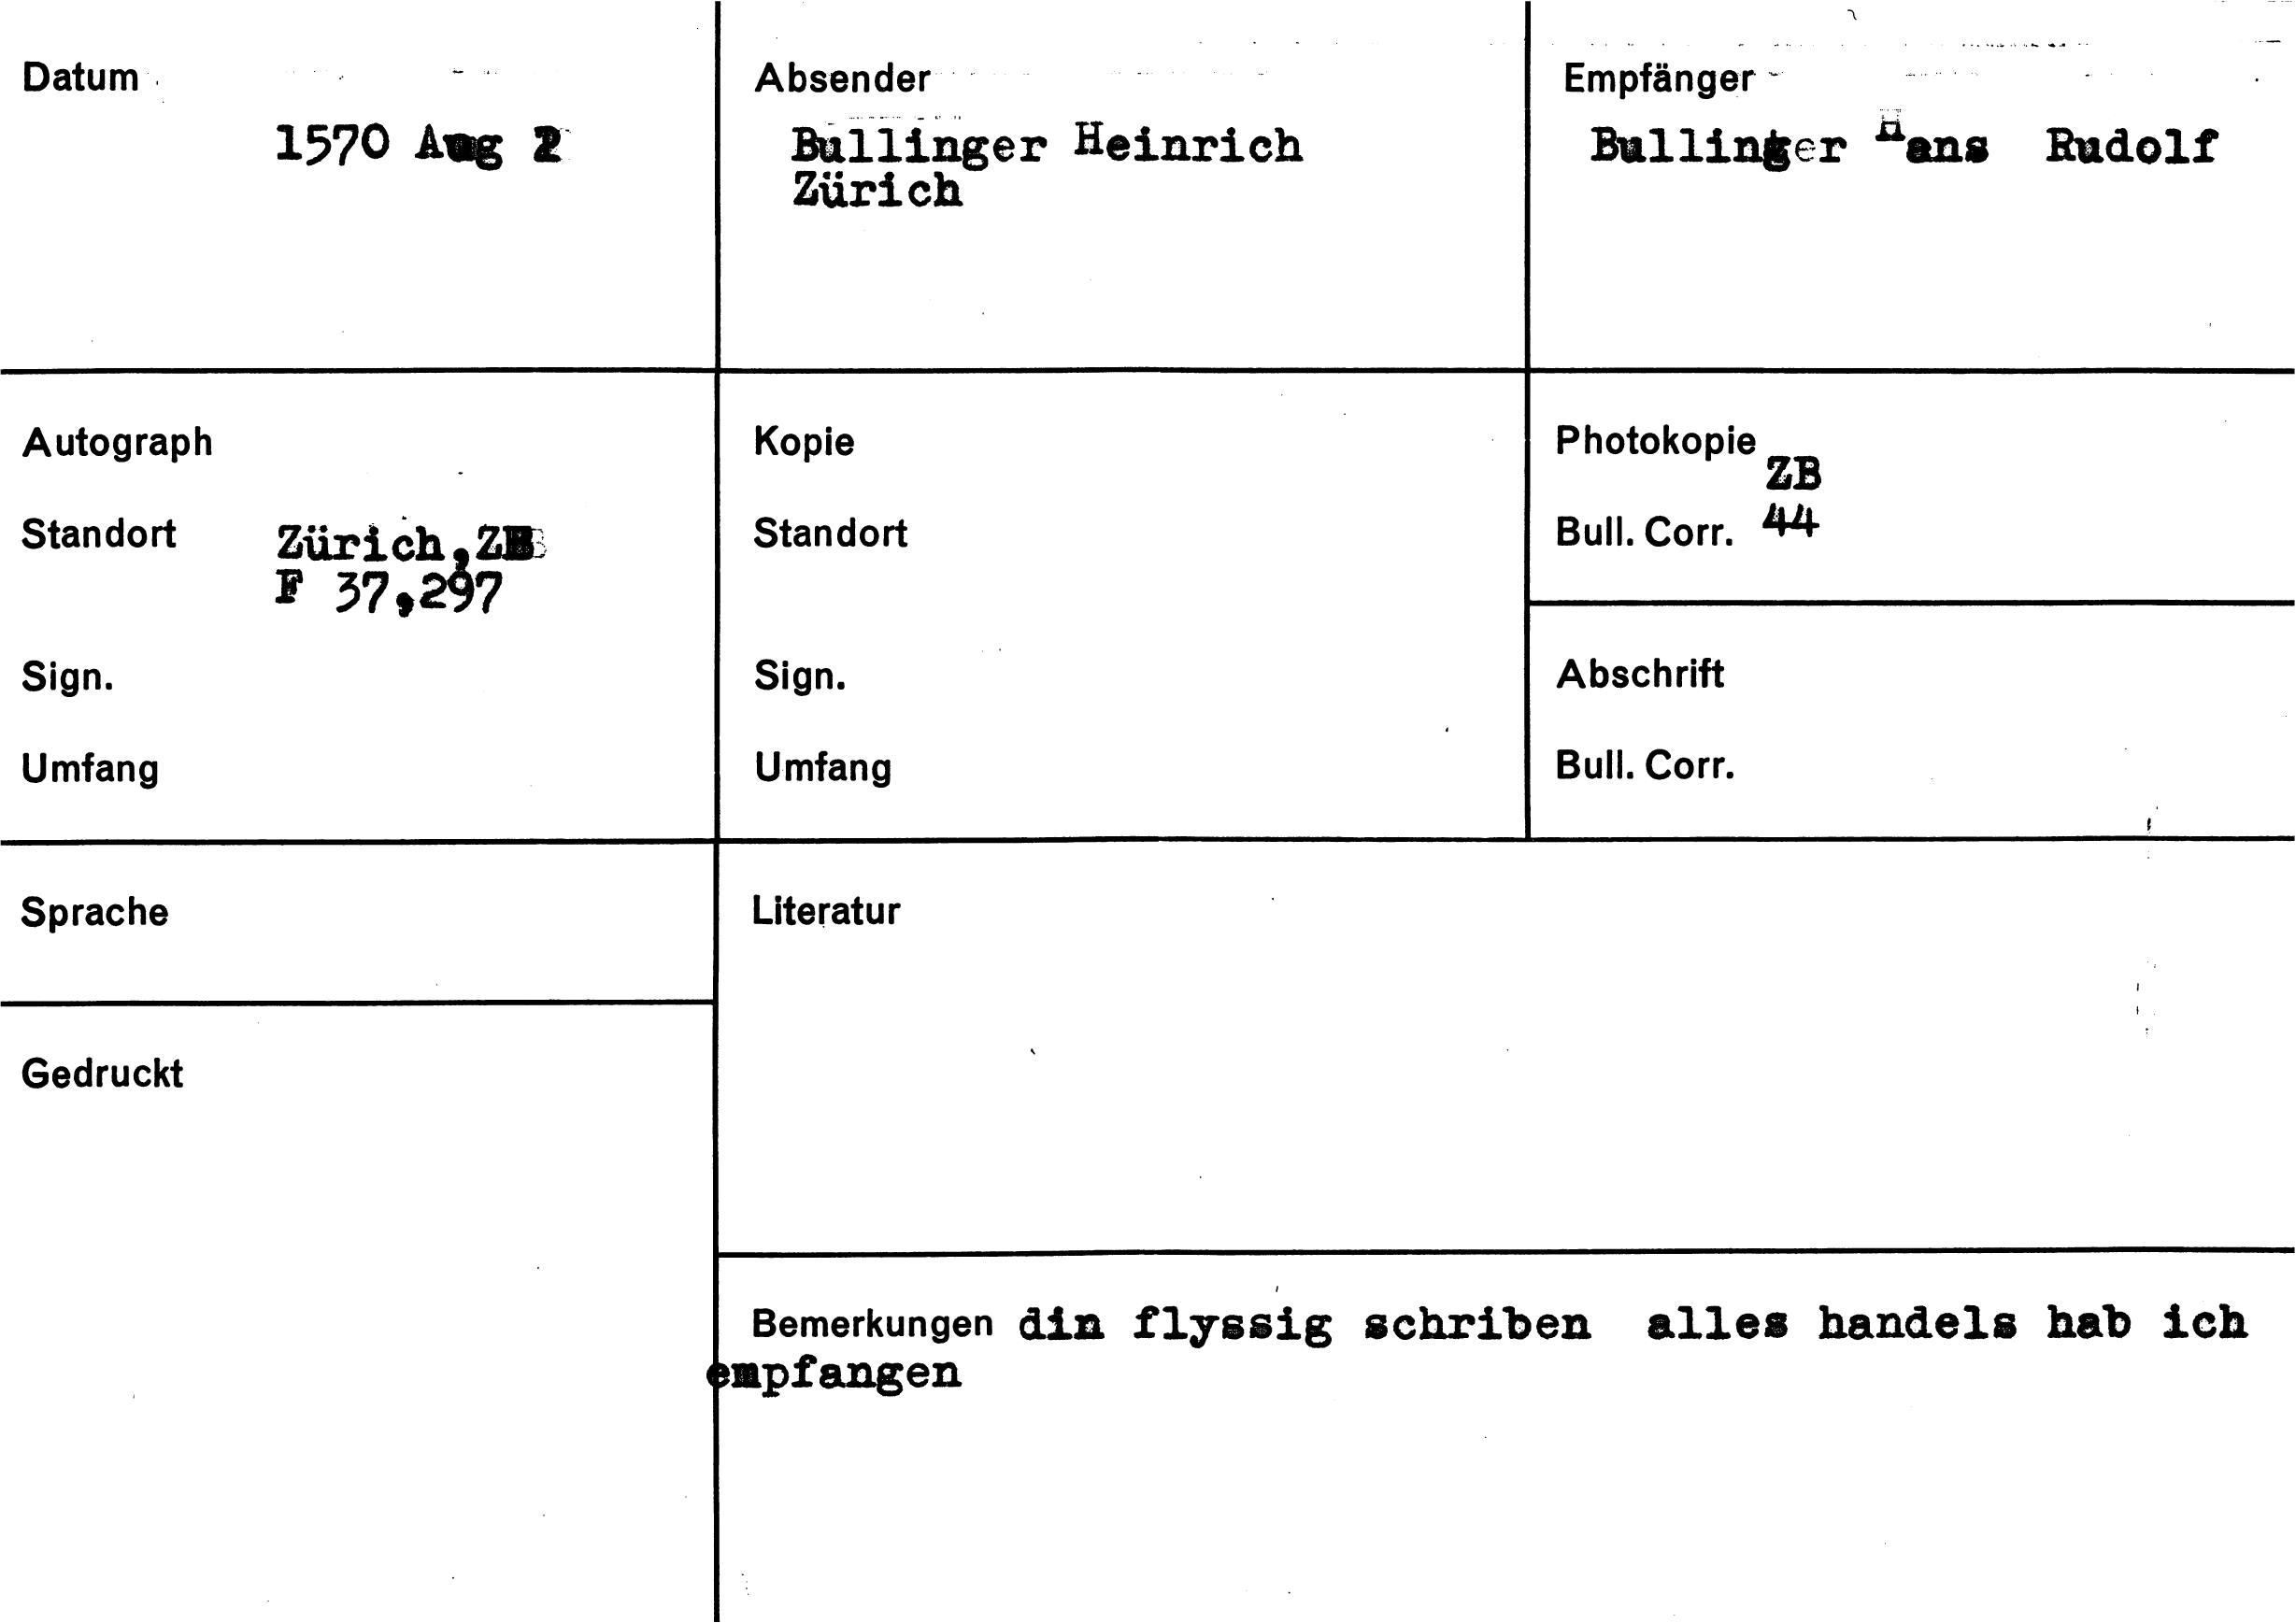 Datum
1570 Aug 2
Absender
Bullinger Heinrich
Zürich
Empfänger
Bullinger Hans Rudolf
Autograph
Standort Zürich, ZB
F 37,297
Sign.
Umfang
Kopie
Standort
Sign.
Umfang
Photokopie
ZB
Bull. Corr. 44
Abschrift
Bull. Corr.
Sprache
Literatur
Gedruckt
Bemerkungen din flyssig schriben alles handels hab ich
empfangen